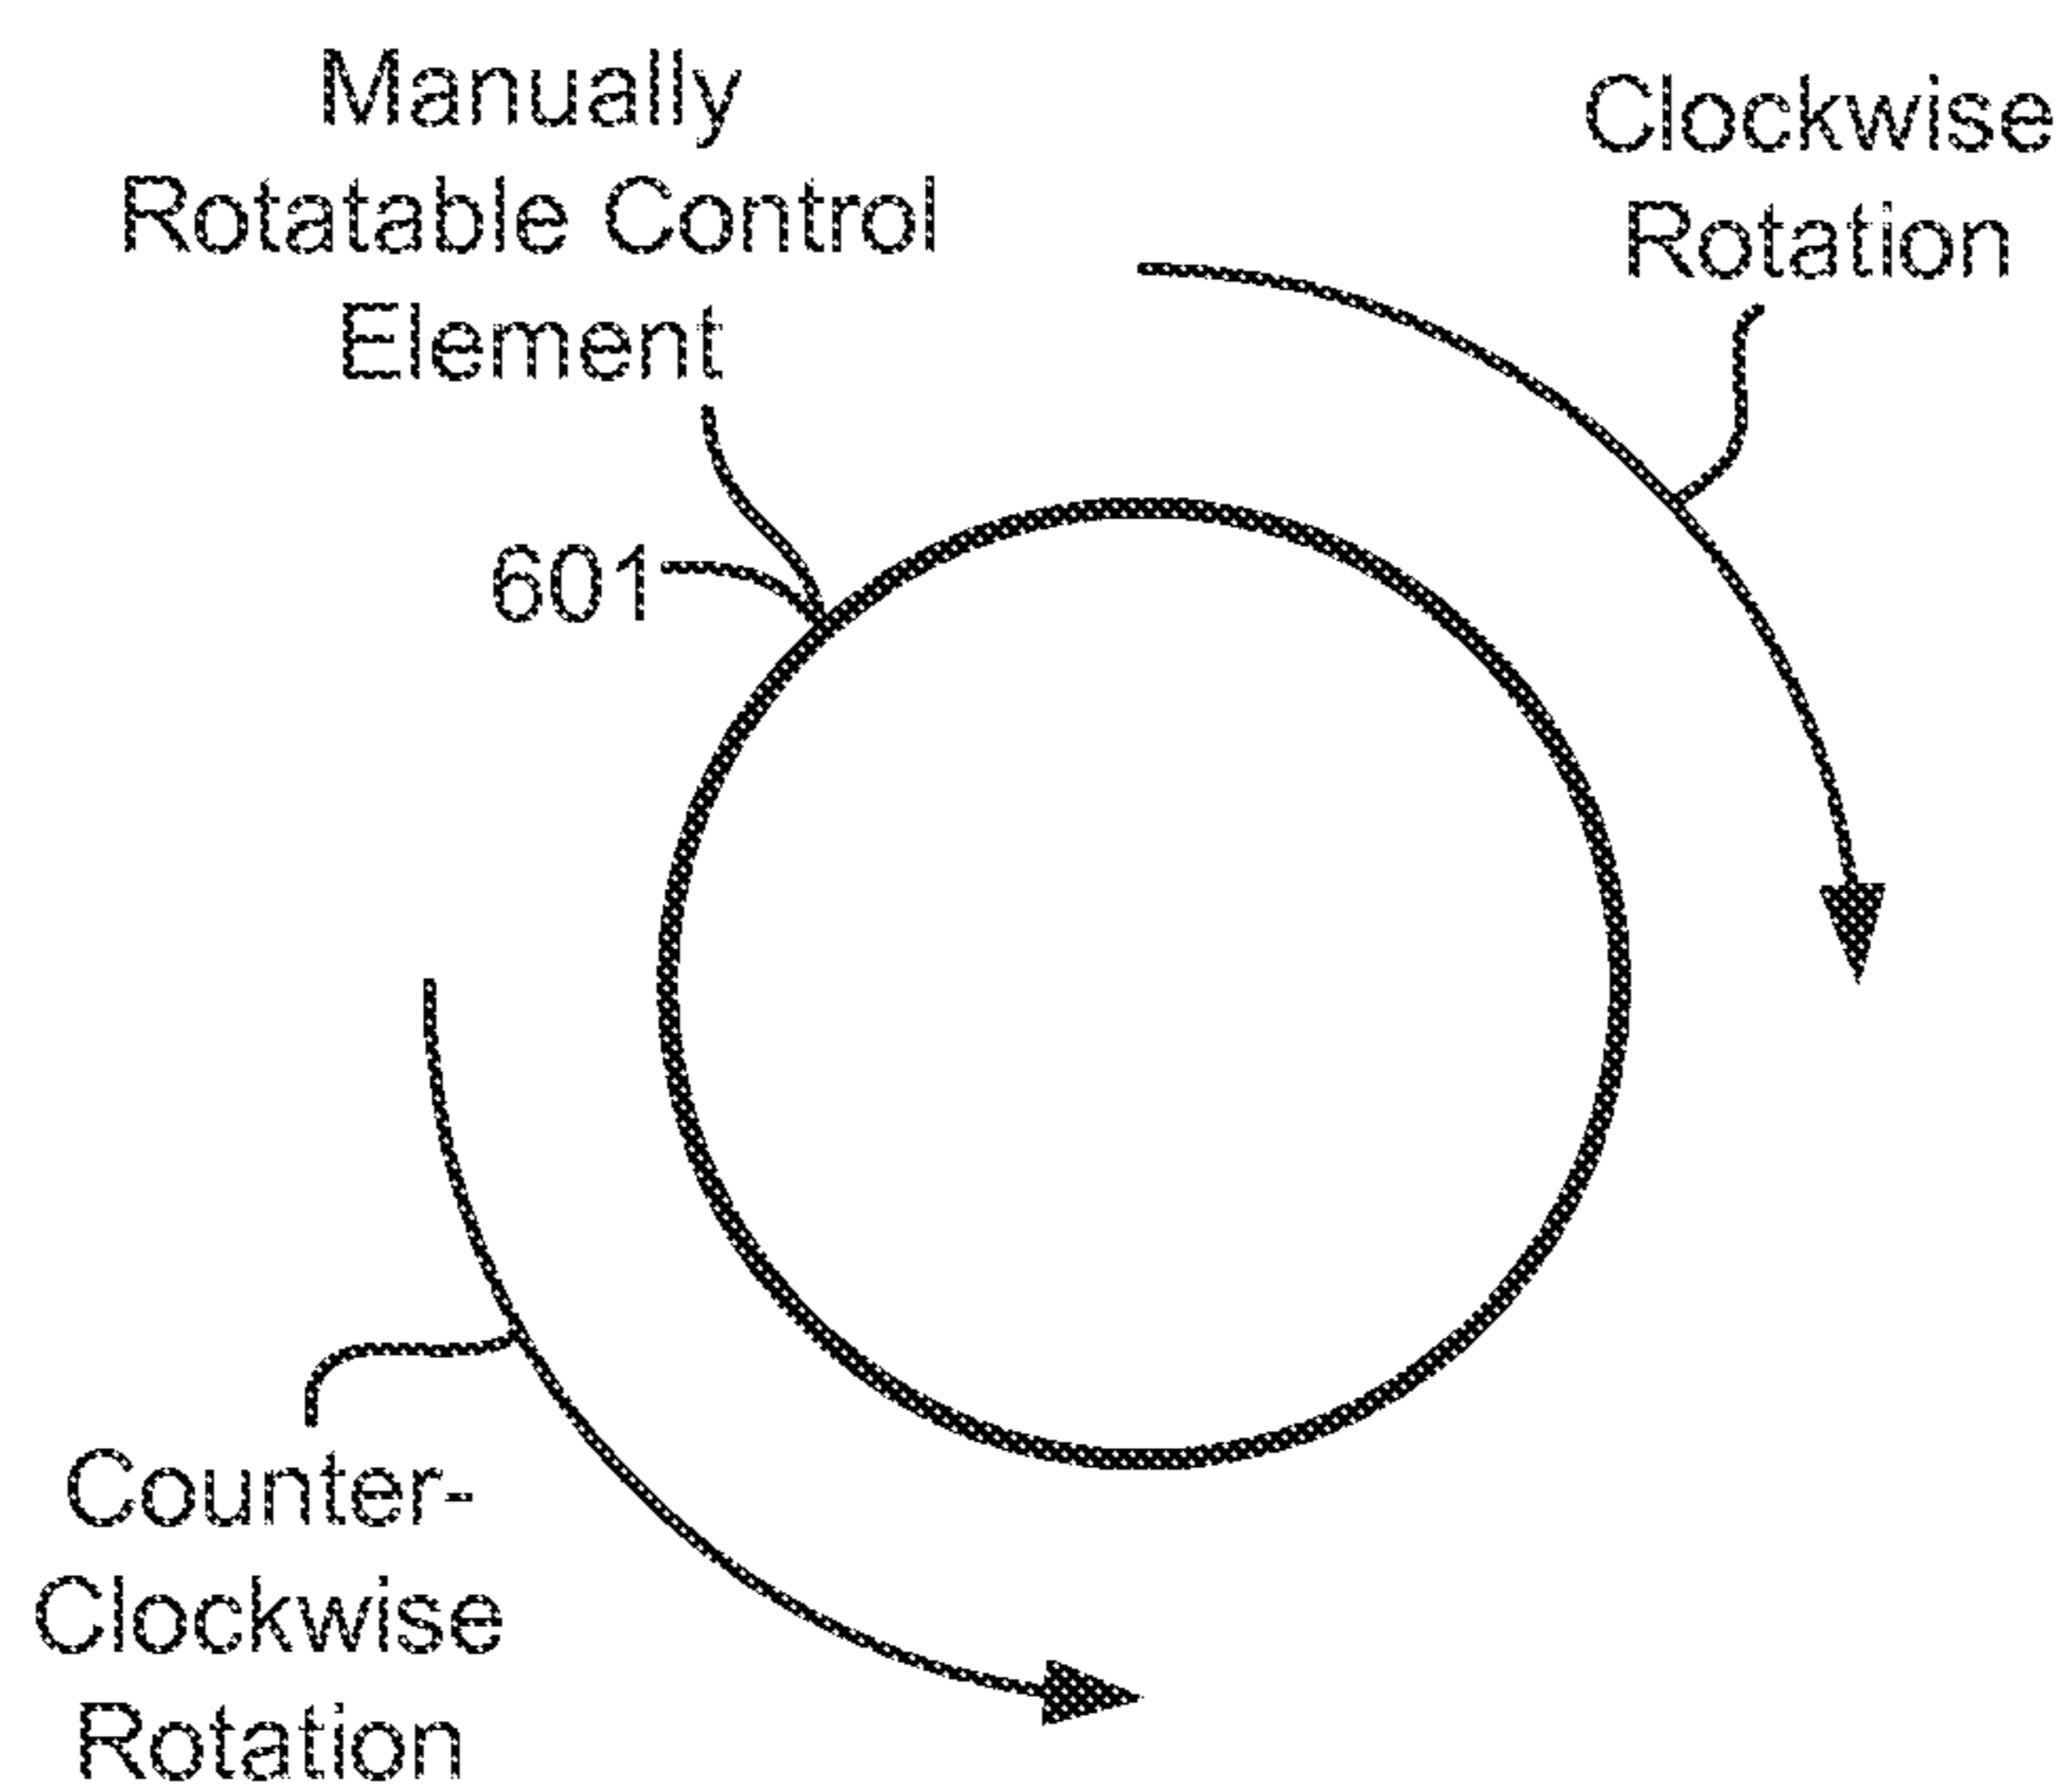 Manually
Rotatable Control
Element
Clockwise
Rotation
601
Counter-
Clockwise
Rotation